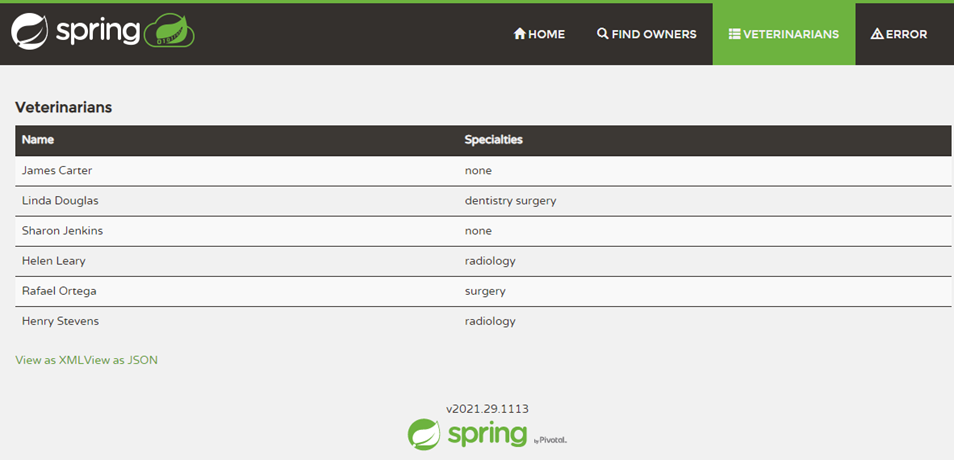 spring
HOME FIND OWNERS VETERINARIANS ERROR
Veterinarians
Name Specialties
James Carter none
Linda Douglas dentistry surgery
Sharon Jenkins none
Helen Leary radiology
Rafael Ortega surgery
Henry Stevens radiology
View as XMLView as JSON
v2021.29.1113
spring by Pivotal.